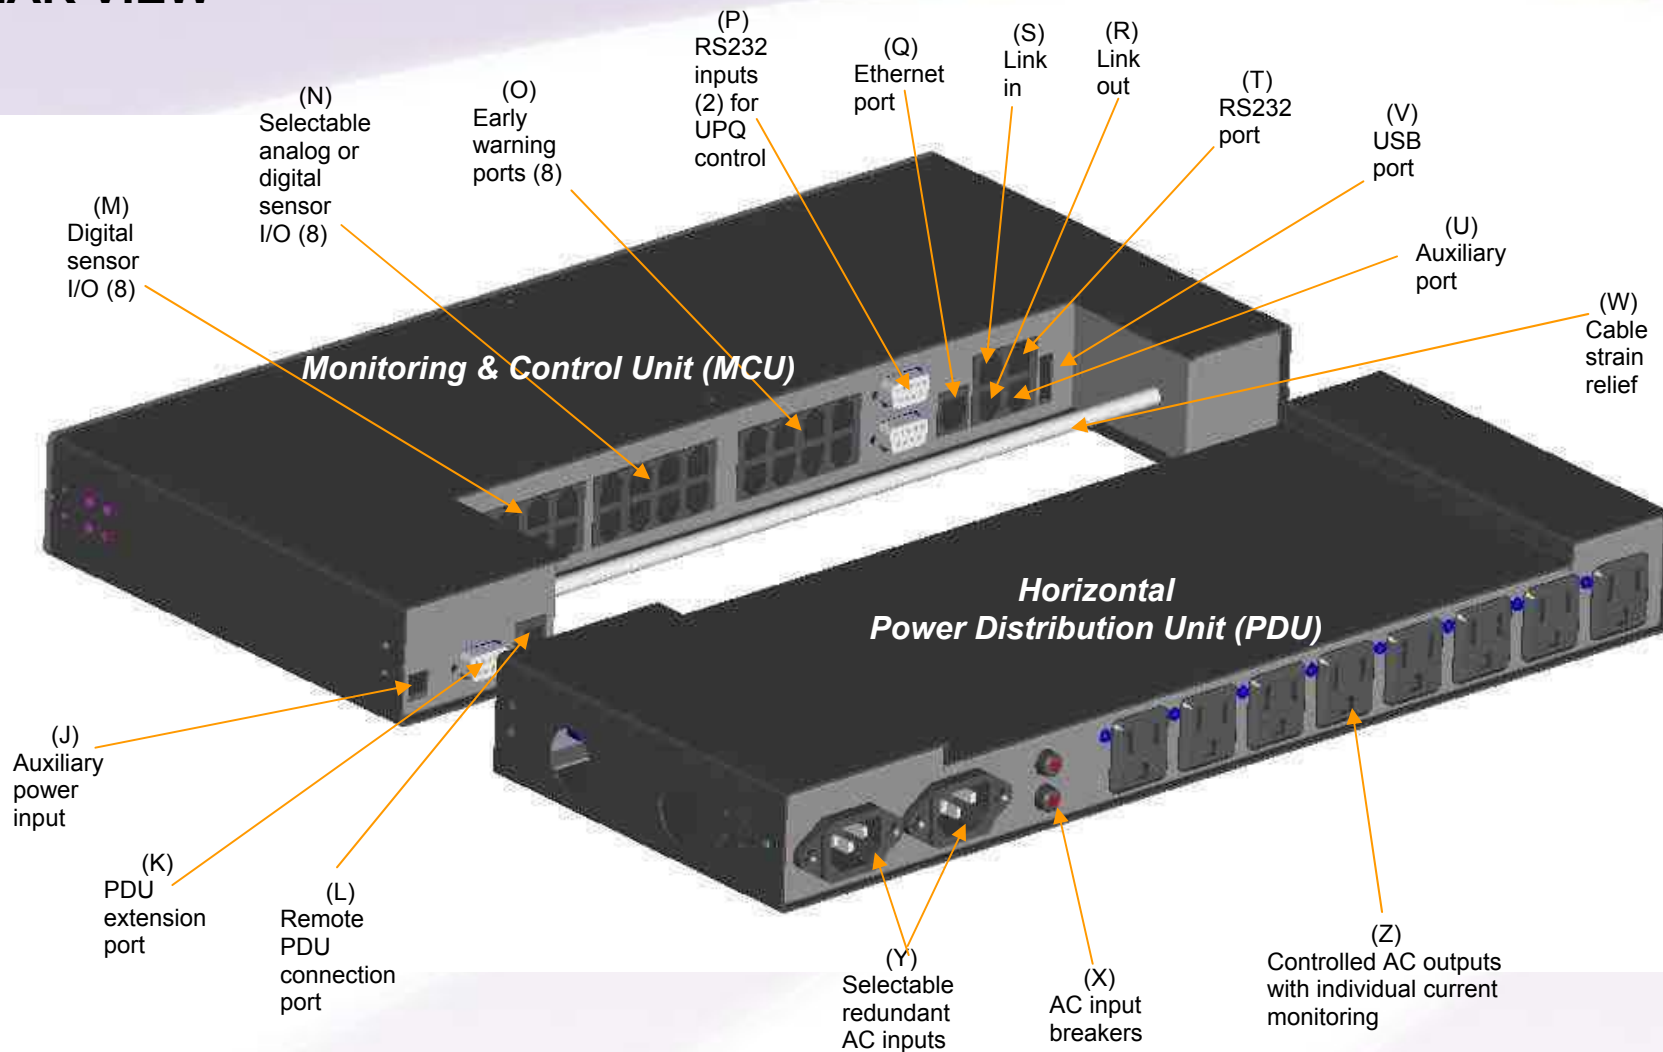 (P)
RS232
inputs
(2) for
UPQ
control
(Q)
Ethernet
port
(S)
Link
in
(R)
Link
out
(T)
RS232
port
(V)
USB
port
(N)
Selectable
analog or
digital
sensor
I/O (8)
(O)
Early
warning
ports (8)
(M)
Digital
sensor
I/O (8)
(U)
Auxiliary
port
(W)
Cable
strain
relief
Monitoring & Control Unit (MCU)
Horizontal
Power Distribution Unit (PDU)
(J)
Auxiliary
power
input
(K)
PDU
extension
port
(L)
Remote
PDU
connection
port
(Y)
Selectable
redundant
AC inputs
(X)
AC input
breakers
(Z)
Controlled AC outputs
with individual current
monitoring